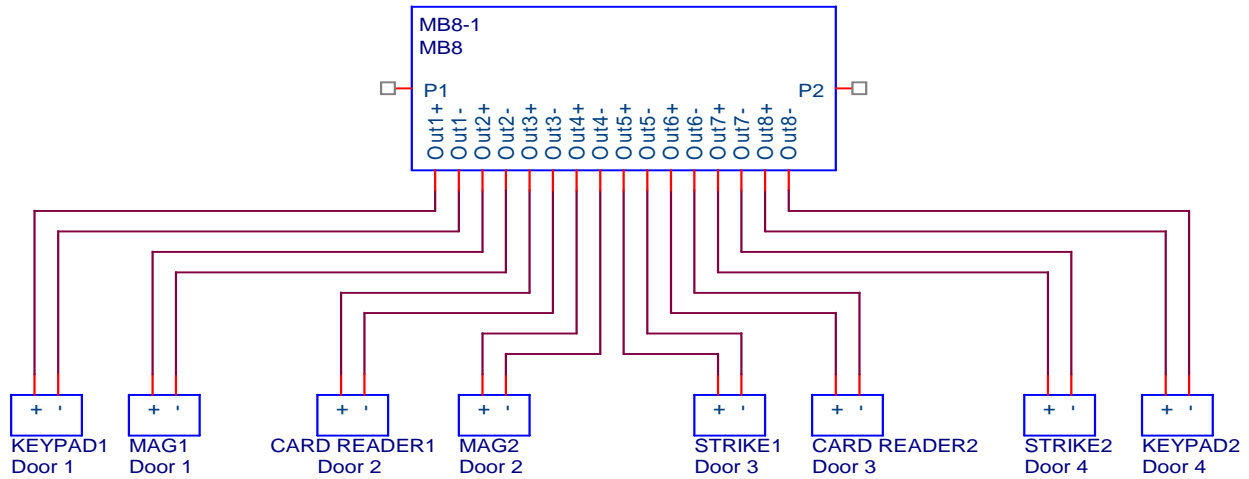 MB8-1
MB8
P1 P2
Out1+ Out1- Out2+ Out2- Out3+ Out3- Out4+ Out4- Out5+ Out5- Out6+ Out6- Out7+ Out7- Out8+ Out8-
+ - + - + - + - + - + - + - + -
KEYPAD1 MAG1 CARD READER1 MAG2 STRIKE1 CARD READER2 STRIKE2 KEYPAD2
Door 1 Door 1 Door 2 Door 2 Door 3 Door 3 Door 4 Door 4